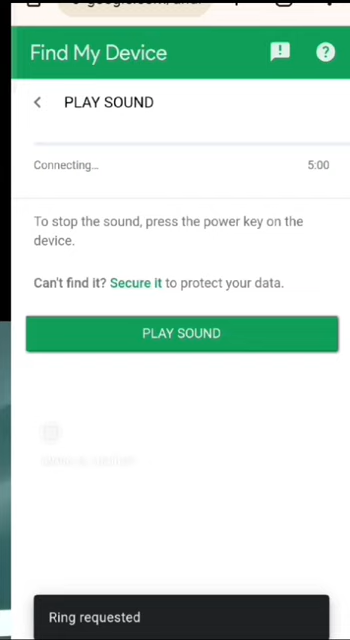 Find My Device
PLAY SOUND
Connecting...
5:00
To stop the sound, press the power key on the
device.
Can't find it? Secure it to protect your data.
PLAY SOUND
Ring requested